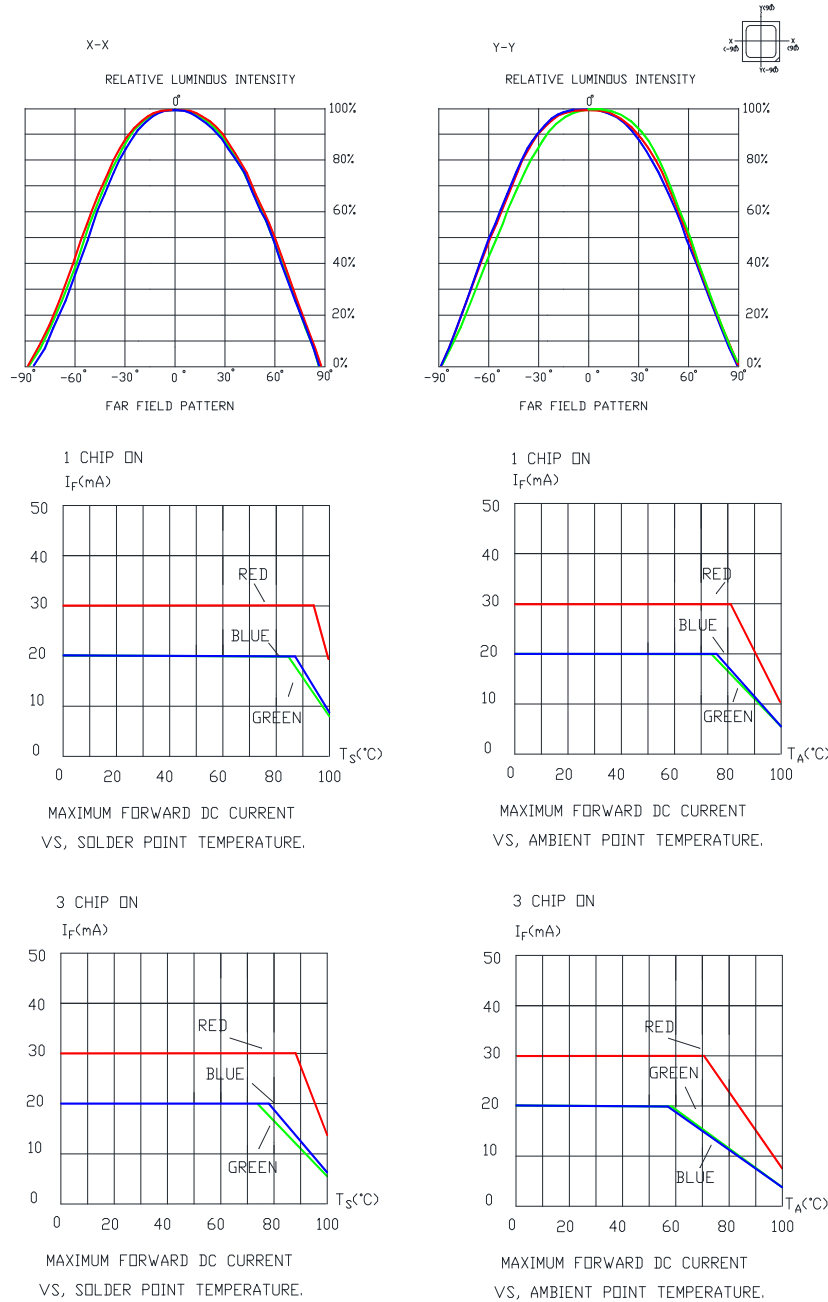 X-X
Y-Y
Y(90°)
X X
(-90°) (90°)
Y(-90°)
RELATIVE LUMINOUS INTENSITY
RELATIVE LUMINOUS INTENSITY
0°
0°
100%
80%
60%
40%
20%
0%
100%
80%
60%
40%
20%
0%
-90° -60° -30° 0° 30° 60° 90°
-90° -60° -30° 0° 30° 60° 90°
FAR FIELD PATTERN
FAR FIELD PATTERN
1 CHIP ON
IF(mA)
50
40
30
20
10
0
RED
BLUE
GREEN
TS(°C)
0 20 40 60 80 100
MAXIMUM FORWARD DC CURRENT
VS, SOLDER POINT TEMPERATURE.
1 CHIP ON
IF(mA)
50
40
30
20
10
0
RED
BLUE
GREEN
TA(°C)
0 20 40 60 80 100
MAXIMUM FORWARD DC CURRENT
VS, AMBIENT POINT TEMPERATURE.
3 CHIP ON
IF(mA)
50
40
30
20
10
0
RED
BLUE
GREEN
TS(°C)
0 20 40 60 80 100
MAXIMUM FORWARD DC CURRENT
VS, SOLDER POINT TEMPERATURE.
3 CHIP ON
IF(mA)
50
40
30
20
10
0
RED
GREEN
BLUE
TA(°C)
0 20 40 60 80 100
MAXIMUM FORWARD DC CURRENT
VS, AMBIENT POINT TEMPERATURE.